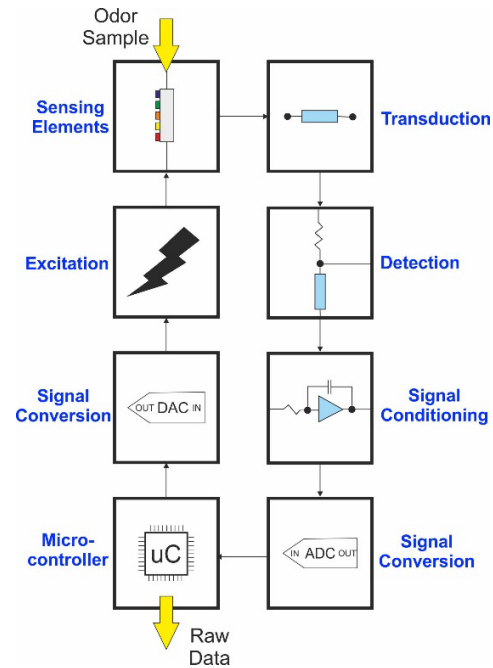 Odor
Sample
Sensing
Elements
Transduction
Excitation
Detection
Signal
Conversion
OUT DAC IN
Signal
Conditioning
Micro-
controller
uC
IN ADC OUT
Signal
Conversion
Raw
Data